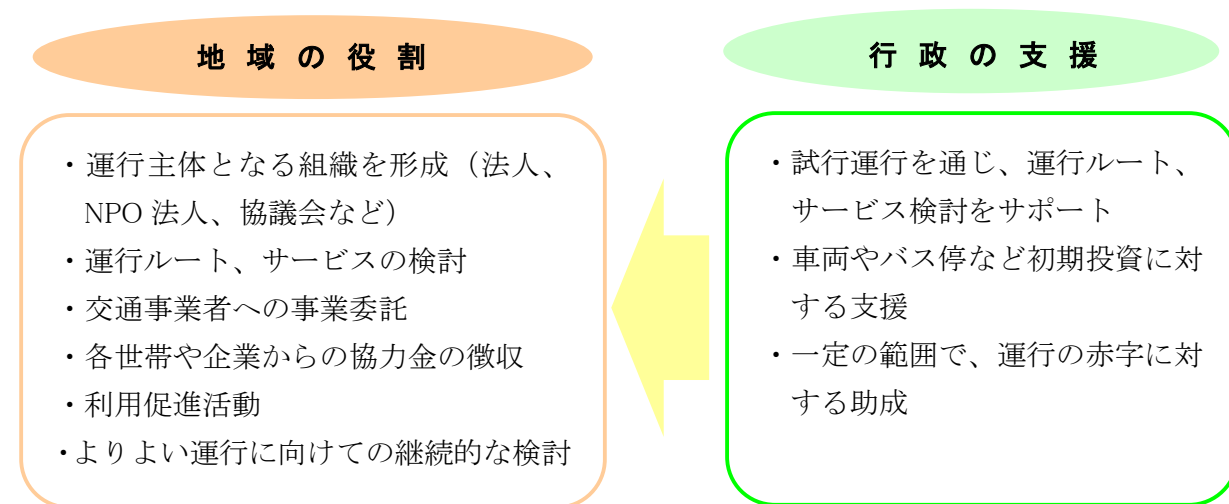 地域の役割
・運行主体となる組織を形成（法人、
NPO 法人、協議会など）
・運行ルート、サービスの検討
・交通事業者への事業委託
・各世帯や企業からの協力金の徴収
・利用促進活動
・よりよい運行に向けての継続的な検討
行政の支援
・試行運行を通じ、運行ルート、
サービス検討をサポート
・車両やバス停など初期投資に対
する支援
・一定の範囲で、運行の赤字に対
する助成